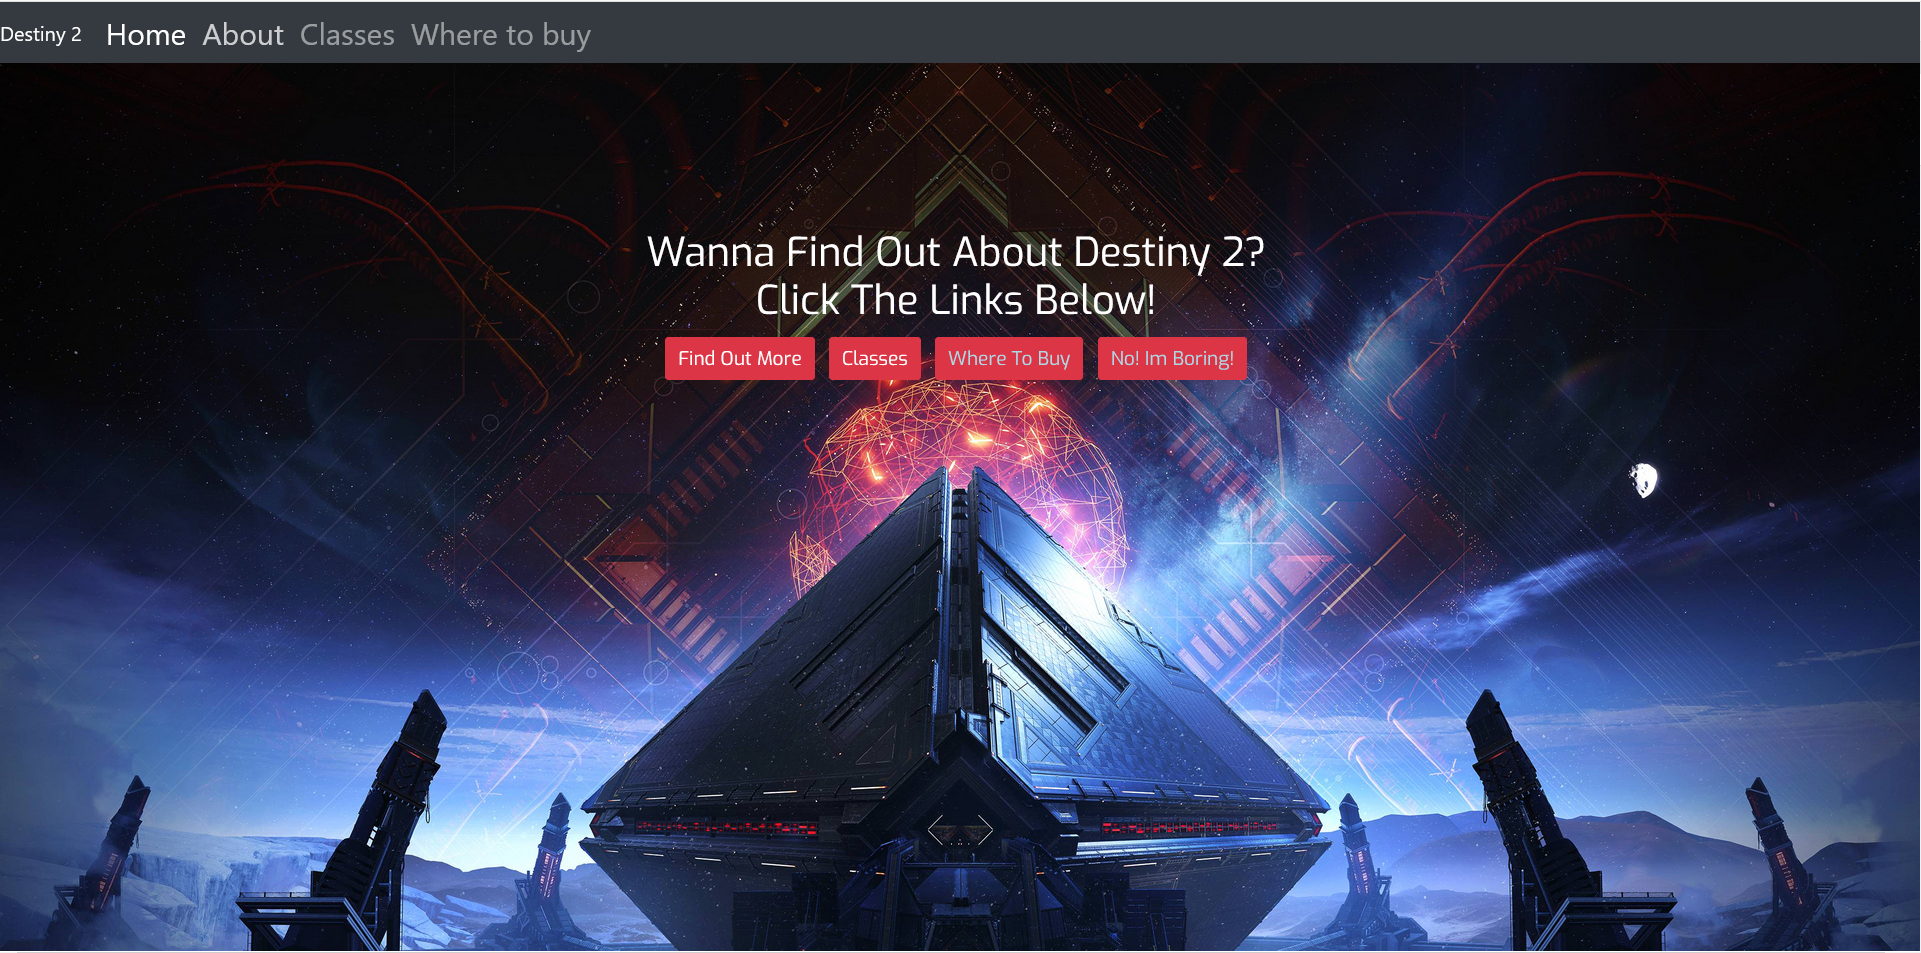 Destiny 2 Home About Classes Where to buy
Wanna Find Out About Destiny 2?
Click The Links Below!
Find Out More Classes Where To Buy No! Im Boring!